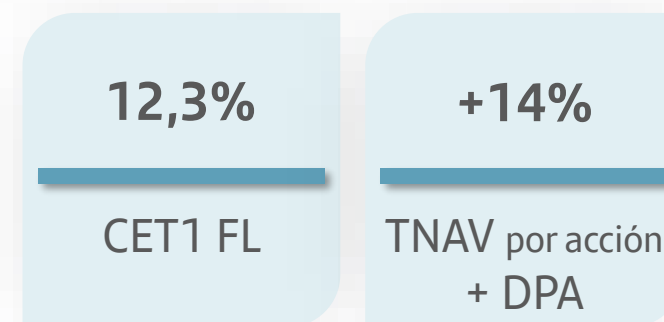 12,3%
CET1 FL
+14%
TNAV por acción
+ DPA